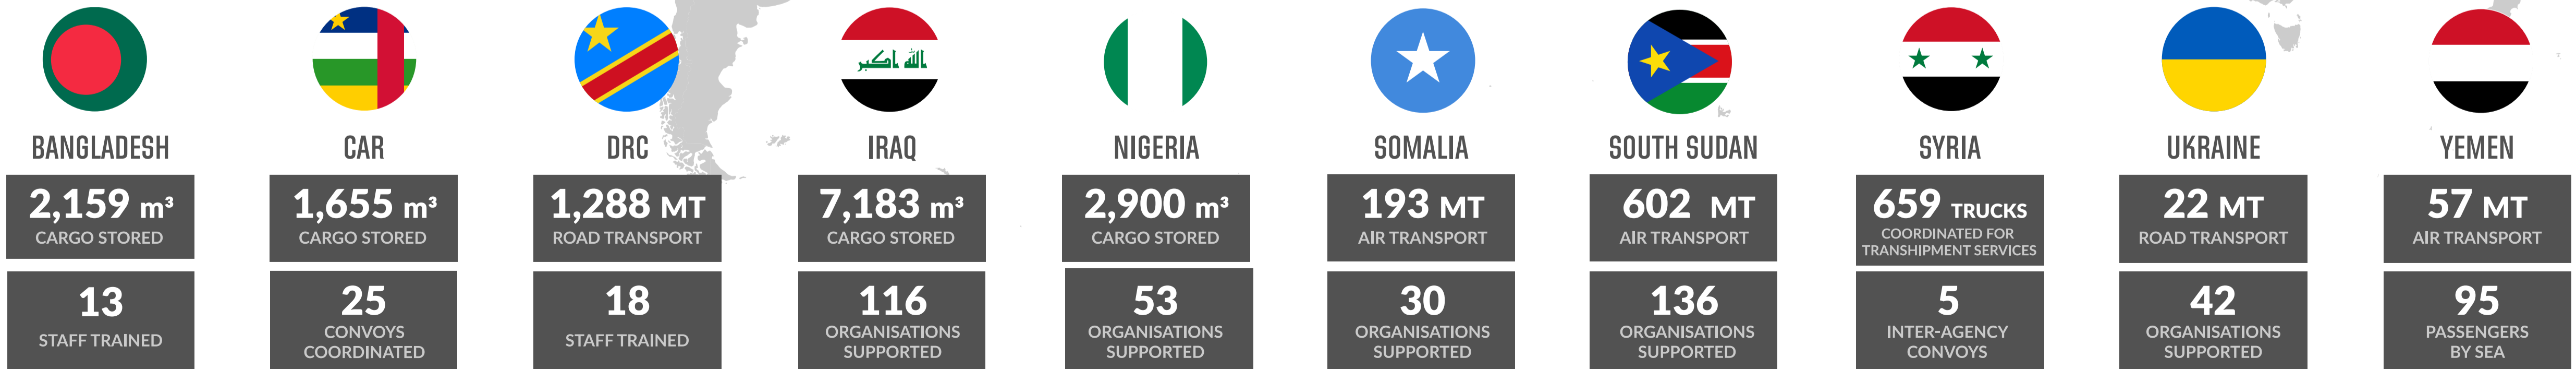 الله اكبر
BANGLADESH
2,159 m³
CARGO STORED
13
STAFF TRAINED
CAR
1,655 m³
CARGO STORED
25
CONVOYS
COORDINATED
DRC
1,288 MT
ROAD TRANSPORT
18
STAFF TRAINED
IRAQ
7,183 m³
CARGO STORED
116
ORGANISATIONS
SUPPORTED
NIGERIA
2,900 m³
CARGO STORED
53
ORGANISATIONS
SUPPORTED
SOMALIA
193 MT
AIR TRANSPORT
30
ORGANISATIONS
SUPPORTED
SOUTH SUDAN
602 MT
AIR TRANSPORT
136
ORGANISATIONS
SUPPORTED
SYRIA
659 TRUCKS
COORDINATED FOR
TRANSHIPMENT SERVICES
5
INTER-AGENCY
CONVOYS
UKRAINE
22 MT
ROAD TRANSPORT
42
ORGANISATIONS
SUPPORTED
YEMEN
57 MT
AIR TRANSPORT
95
PASSENGERS
BY SEA